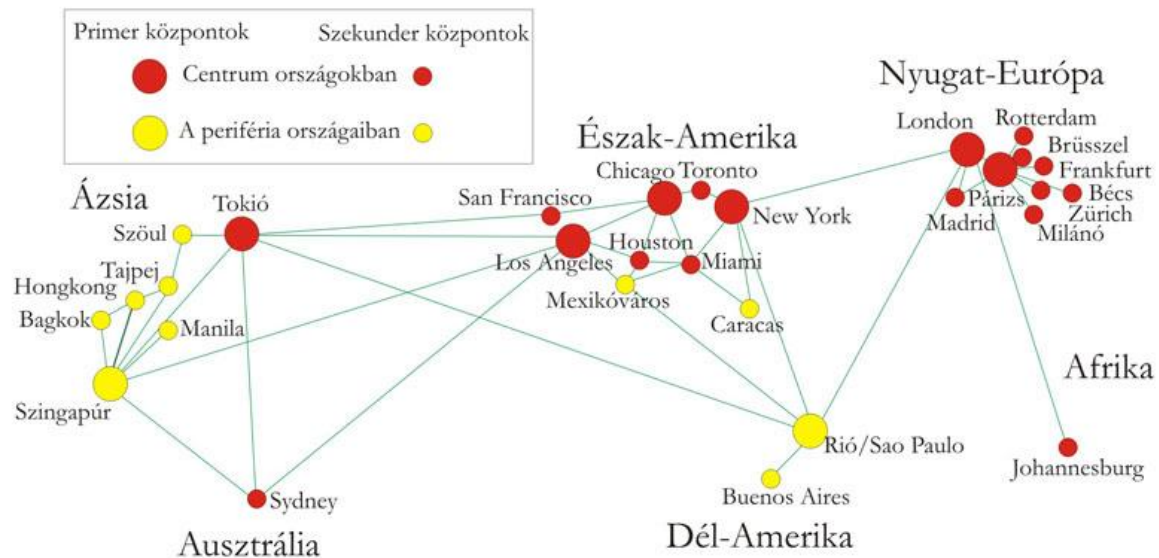 Primer központok
Szekunder központok
Centrum országokban
A periféria országaiban
Nyugat-Európa
London
Rotterdam
Brüsszel
Frankfurt
Bécs
Zürich
Párizs
Madrid
Milánó
Észak-Amerika
Chicago
Toronto
San Francisco
New York
Houston
Los Angeles
Miami
Mexikóváros
Caracas
Ázsia
Tokió
Szöul
Tajpej
Hongkong
Bagkok
Manila
Szingapúr
Afrika
Rió/Sao Paulo
Johannesburg
Buenos Aires
Sydney
Ausztrália
Dél-Amerika